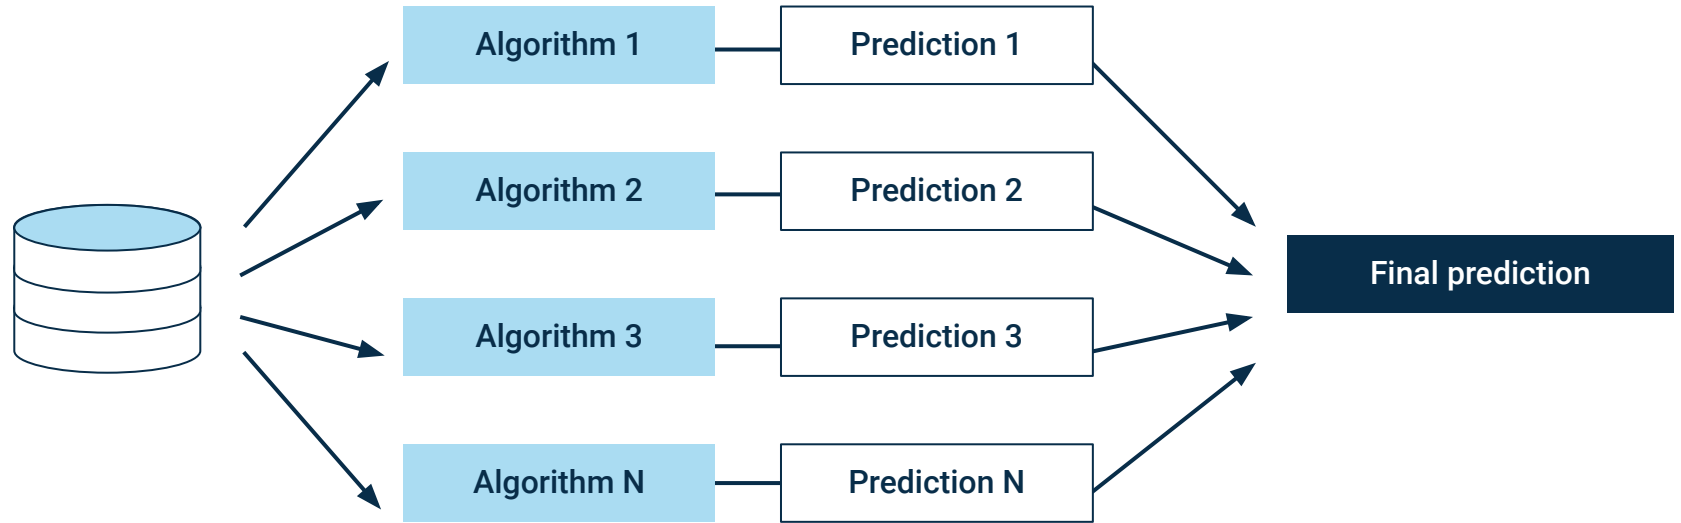 Algorithm 1
Prediction 1
Algorithm 2
Prediction 2
Final prediction
Algorithm 3
Prediction 3
Algorithm N
Prediction N